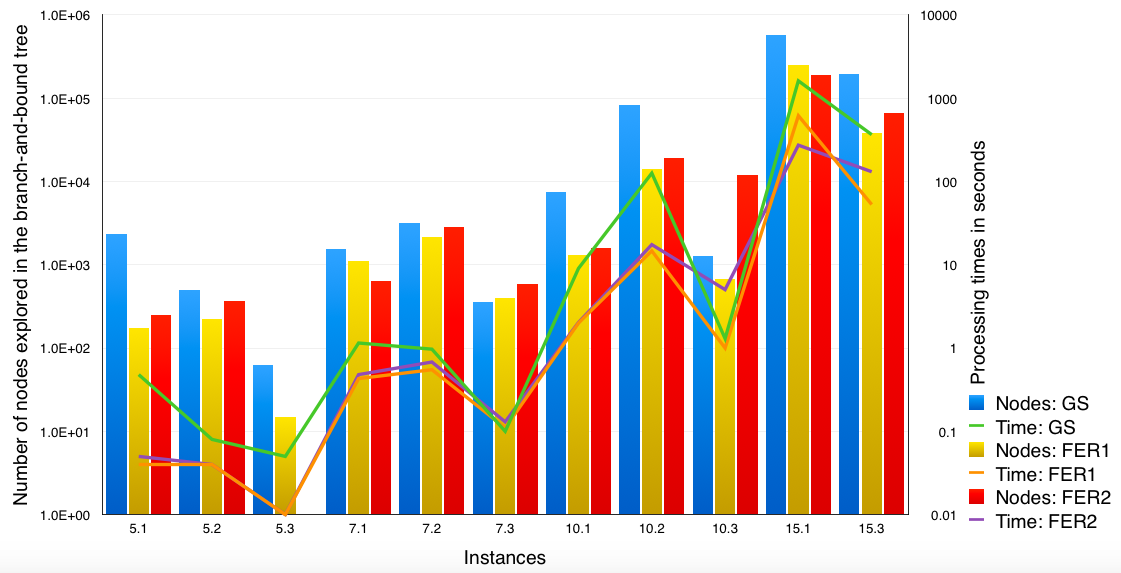 Number of nodes explored in the branch-and-bound tree
1.0E+06
1.0E+05
1.0E+04
1.0E+03
1.0E+02
1.0E+01
1.0E+00
5.1 5.2 5.3 7.1 7.2 7.3 10.1 10.2 10.3 15.1 15.3
Instances
10000
1000
100
10
1
0.1
0.01
Processing times in seconds
Nodes: GS
Time: GS
Nodes: FER1
Time: FER1
Nodes: FER2
Time: FER2